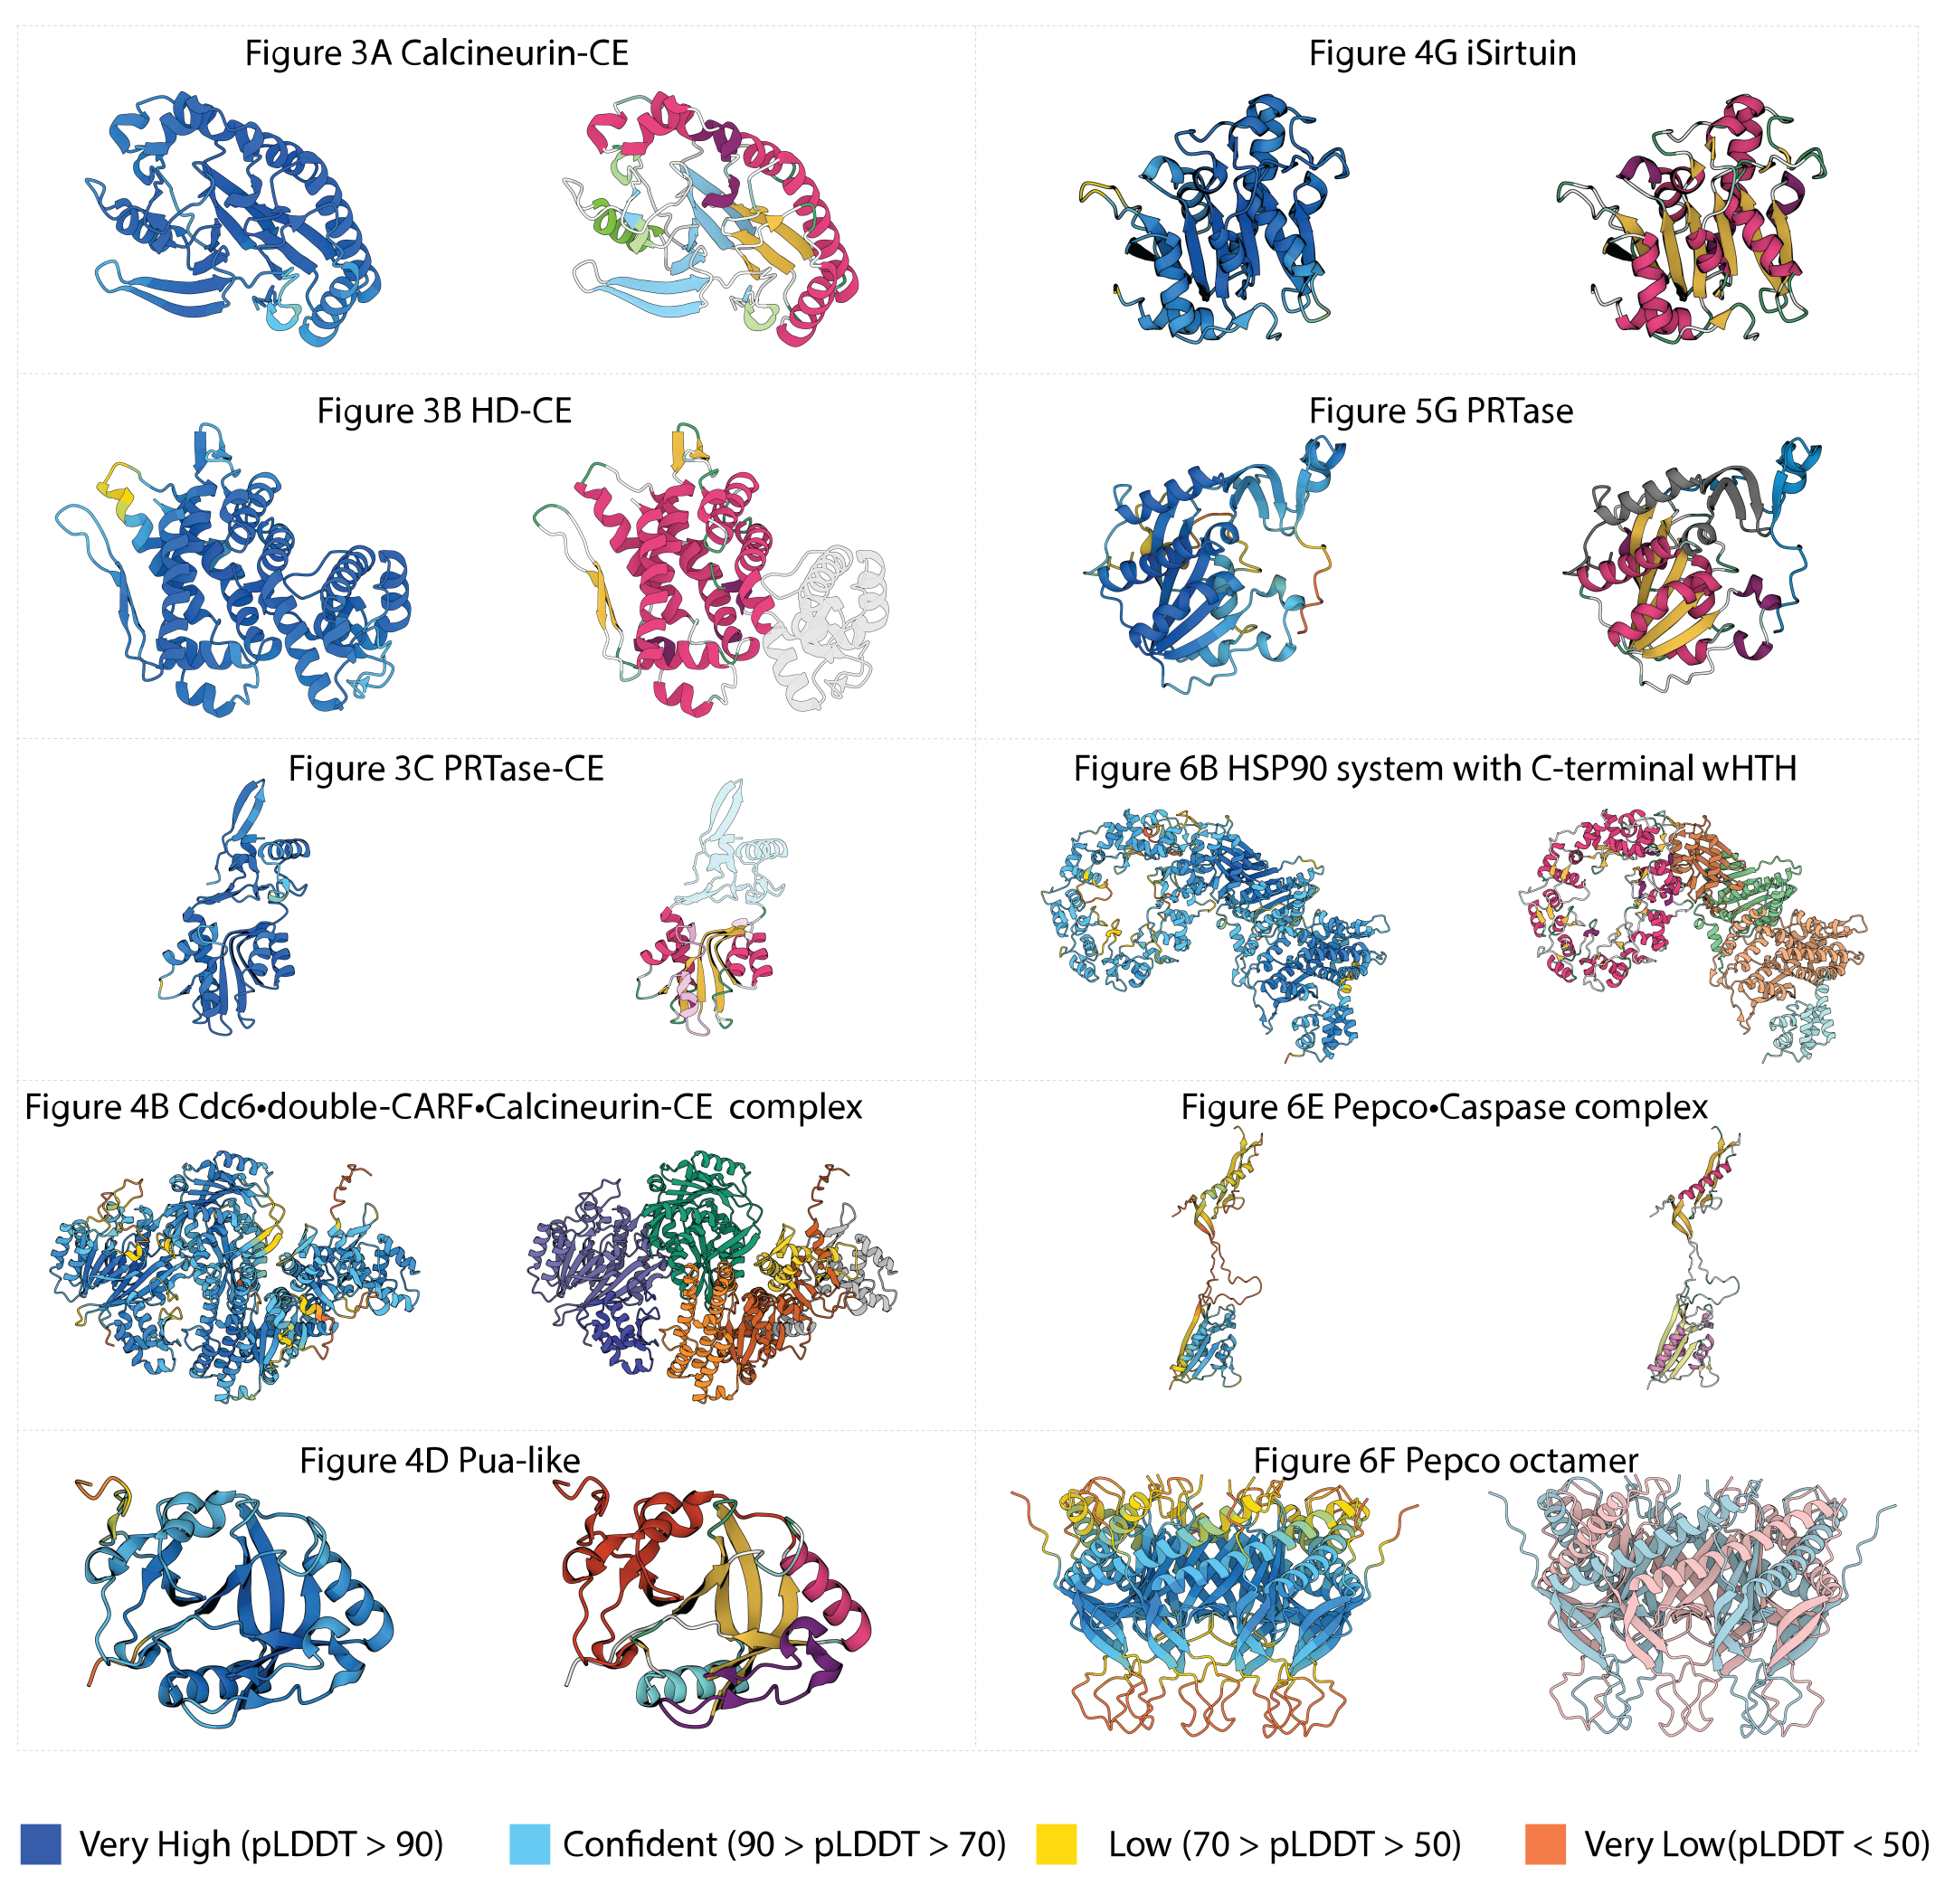 Figure 3A Calcineurin-CE
Figure 4G iSirtuin
Figure 3B HD-CE
Figure 5G PRTase
Figure 3C PRTase-CE
Figure 6B HSP90 system with C-terminal wHTH
Figure 4B Cdc6•double-CARF•Calcineurin-CE complex
Figure 6E Pepco•Caspase complex
Figure 4D Pua-like
Figure 6F Pepco octamer
Very High (pLDDT > 90)
Confident (90 > pLDDT > 70)
Low (70 > pLDDT > 50)
Very Low(pLDDT < 50)